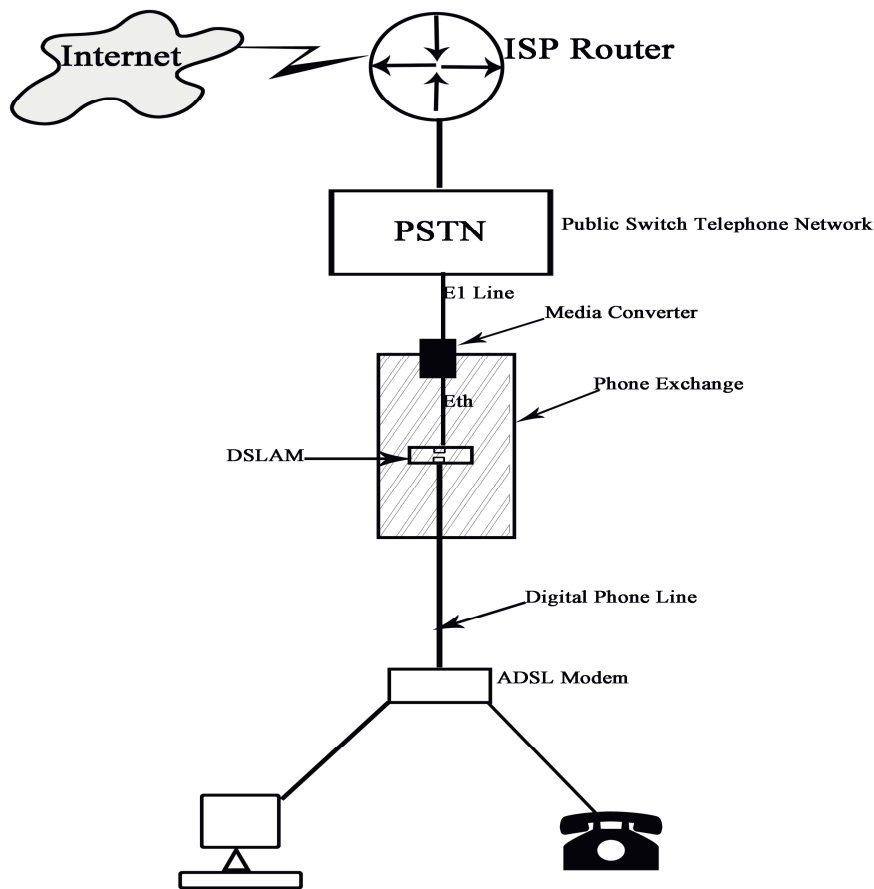 Internet
ISP Router
PSTN
Public Switch Telephone Network
E1 Line
Media Converter
Phone Exchange
Eth
DSLAM
Digital Phone Line
ADSL Modem